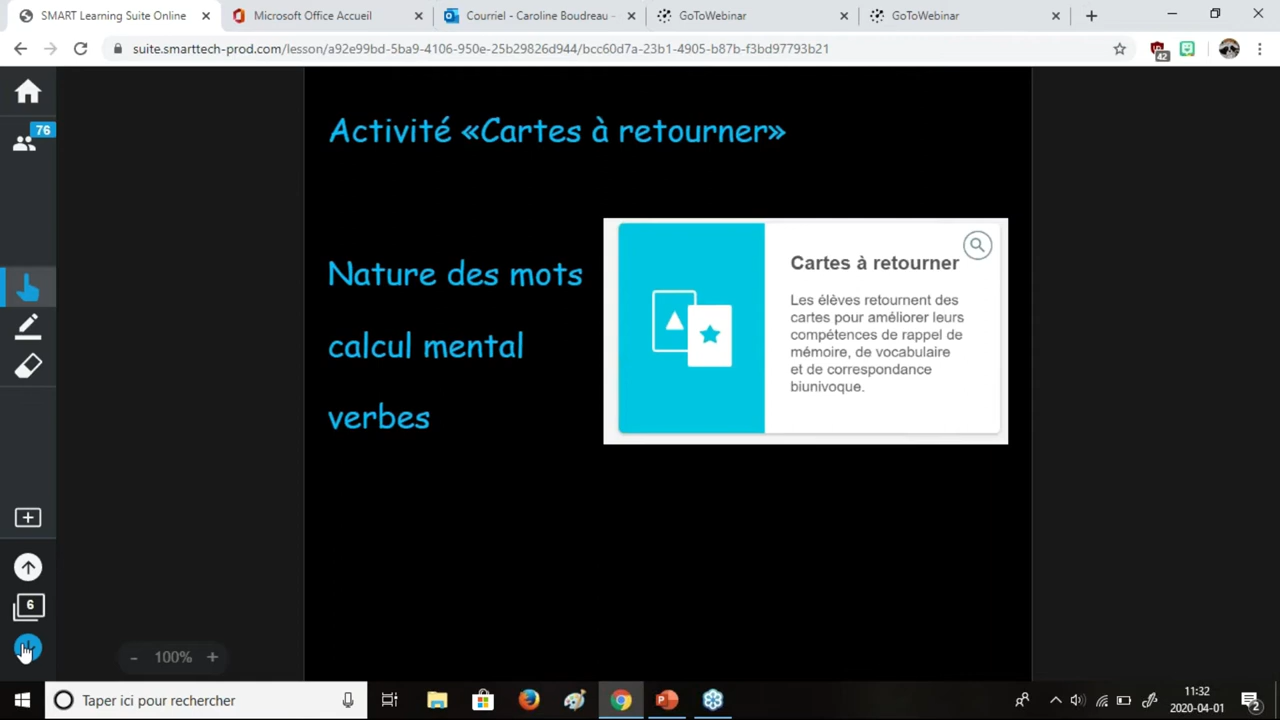 SMART Learning Suite Online
Microsoft Office Accueil
Courriel - Caroline Boudreau -
GoToWebinar
GoToWebinar
suite.smarttech-prod.com/lesson/a92e99bd-5ba9-4106-950e-25b29826d944/bcc60d7a-23b1-4905-b87b-f3bd97793b21
42
76
Activité «Cartes à retourner»
Nature des mots
calcul mental
verbes
Cartes à retourner
Les élèves retournent des
cartes pour améliorer leurs
compétences de rappel de
mémoire, de vocabulaire
et de correspondance
biunivoque.
6
- 100% +
Taper ici pour rechercher
11:32
2020-04-01
2